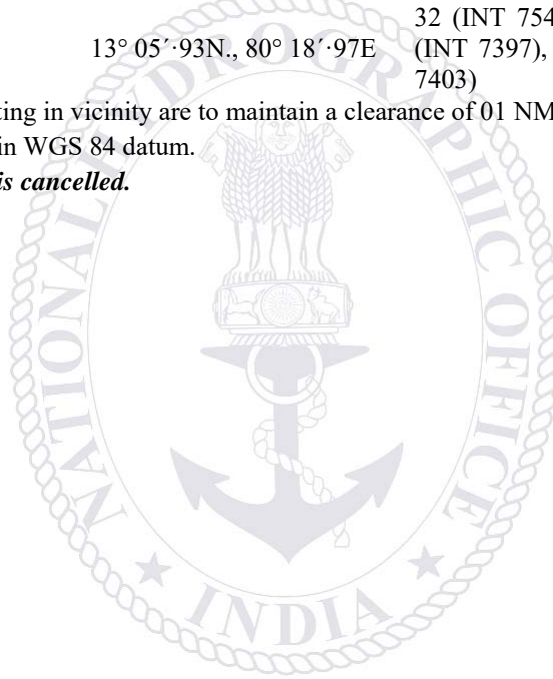 32 (INT 754
13° 05´·93N., 80° 18´·97E (INT 7397),
7403)
ting in vicinity are to maintain a clearance of 01 NM
in WGS 84 datum.
is cancelled.
NATIONAL HYDROGRAPHIC OFFICE
INDIA